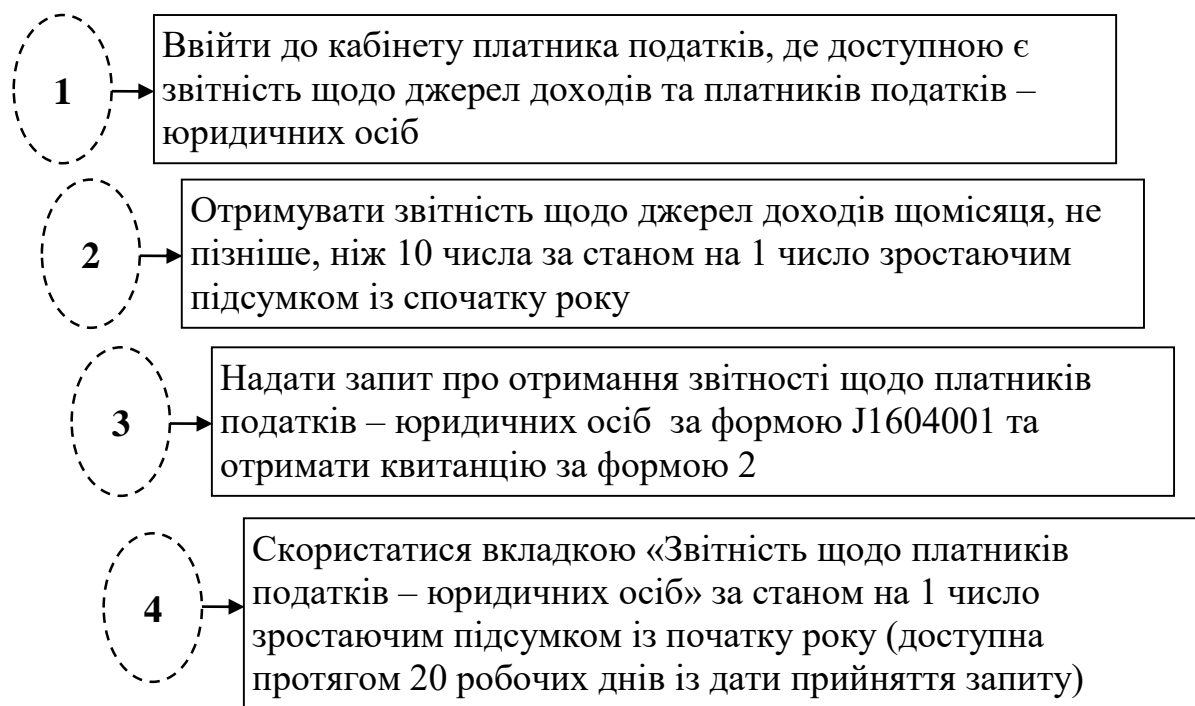 1
Ввійти до кабінету платника податків, де доступною є
звітність щодо джерел доходів та платників податків –
юридичних осіб
2
Отримувати звітність щодо джерел доходів щомісяця, не
пізніше, ніж 10 числа за станом на 1 число зростаючим
підсумком із спочатку року
3
Надати запит про отримання звітності щодо платників
податків – юридичних осіб за формою J1604001 та
отримати квитанцію за формою 2
4
Скористатися вкладкою «Звітність щодо платників
податків – юридичних осіб» за станом на 1 число
зростаючим підсумком із початку року (доступна
протягом 20 робочих днів із дати прийняття запиту)